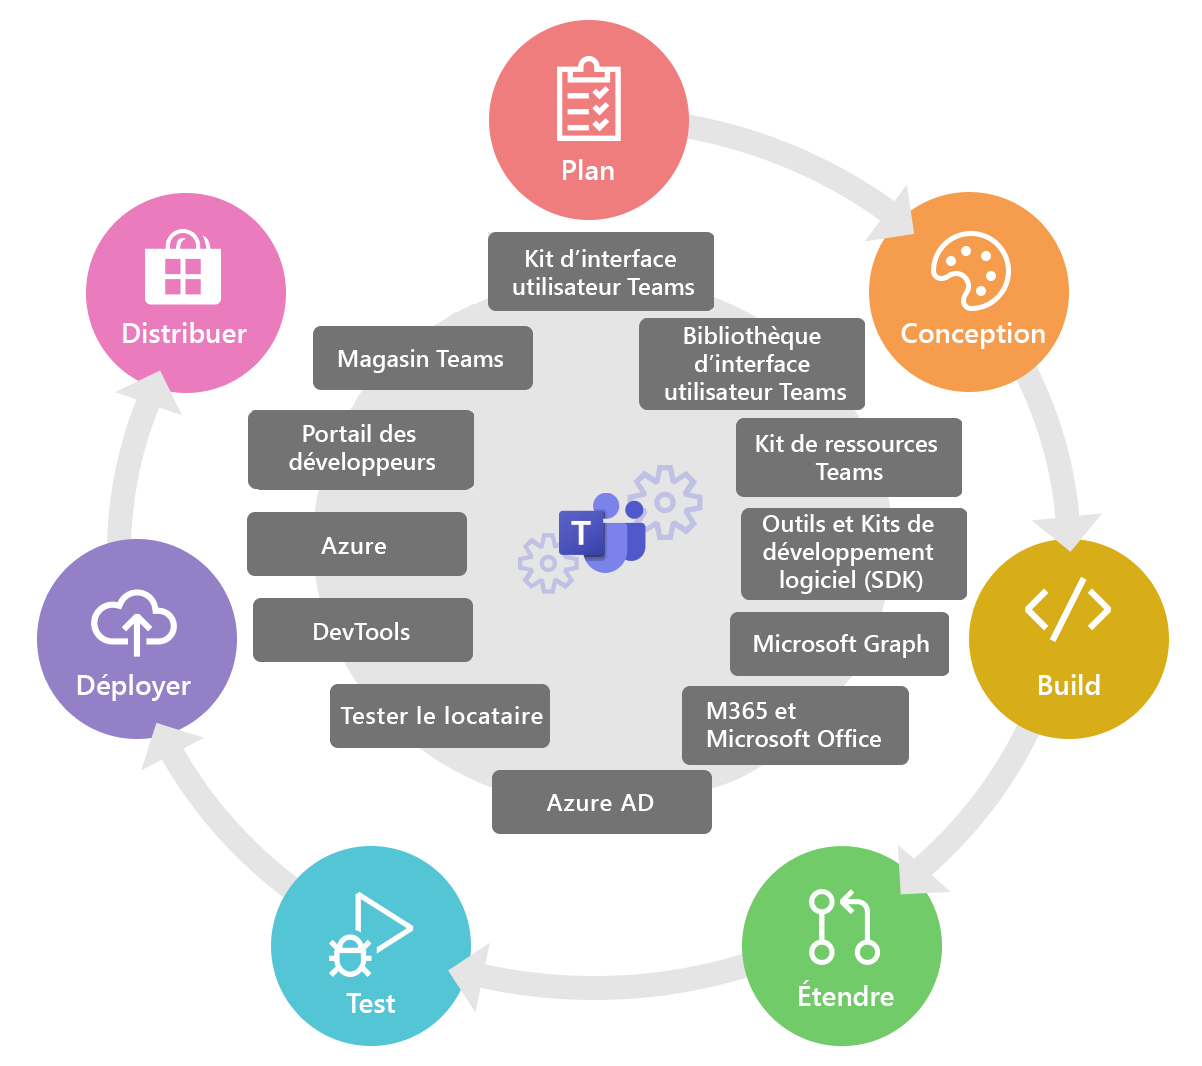 Plan
Conception
Build
Étendre
Test
Déployer
Distribuer
Kit d’interface
utilisateur Teams
Bibliothèque
d’interface
utilisateur Teams
Kit de ressources
Teams
Outils et Kits de
développement
logiciel (SDK)
Microsoft Graph
M365 et
Microsoft Office
Azure AD
Tester le locataire
DevTools
Azure
Portail des
développeurs
Magasin Teams
T